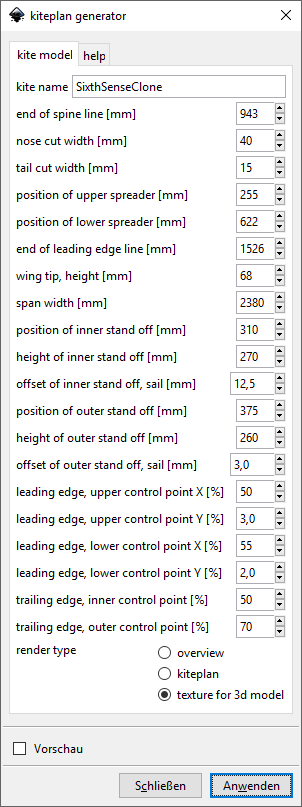 kiteplan generator
kite model help
kite name SixthSenseClone
end of spine line [mm] 943
nose cut width [mm] 40
tail cut width [mm] 15
position of upper spreader [mm] 255
position of lower spreader [mm] 622
end of leading edge line [mm] 1526
wing tip, height [mm] 68
span width [mm] 2380
position of inner stand off [mm] 310
height of inner stand off [mm] 270
offset of inner stand off, sail [mm] 12,5
position of outer stand off [mm] 375
height of outer stand off [mm] 260
offset of outer stand off, sail [mm] 3,0
leading edge, upper control point X [%] 50
leading edge, upper control point Y [%] 3,0
leading edge, lower control point X [%] 55
leading edge, lower control point Y [%] 2,0
trailing edge, inner control point [%] 50
trailing edge, outer control point [%] 70
render type overview
kiteplan
texture for 3d model
Vorschau
Schließen Anwenden